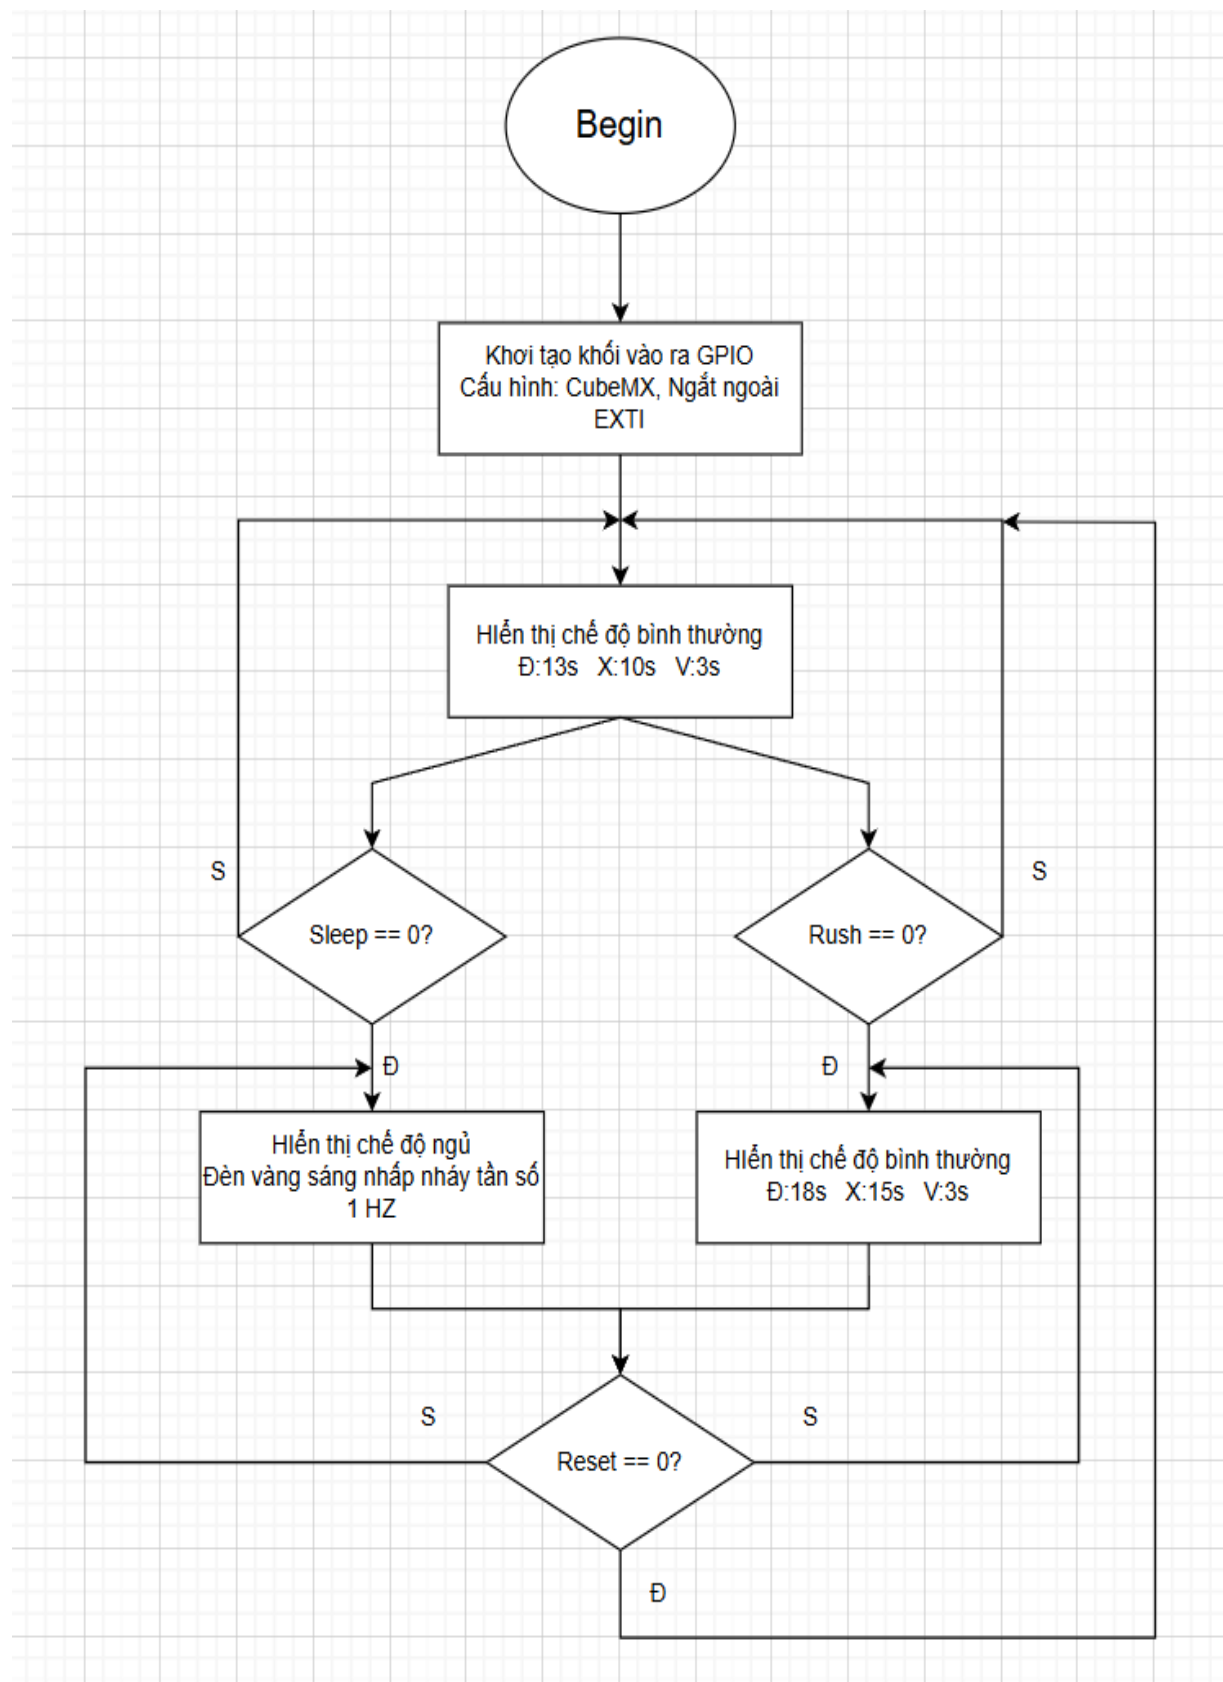 Begin
Khơi tạo khối vào ra GPIO
Cấu hình: CubeMX, Ngắt ngoài
EXTI
HIển thị chế độ bình thường
Đ:13s X:10s V:3s
S
S
Sleep == 0?
Rush == 0?
Đ
Đ
HIển thị chế độ ngủ
Đèn vàng sáng nhấp nháy tần số
1 HZ
HIển thị chế độ bình thường
Đ:18s X:15s V:3s
S
S
Reset == 0?
Đ